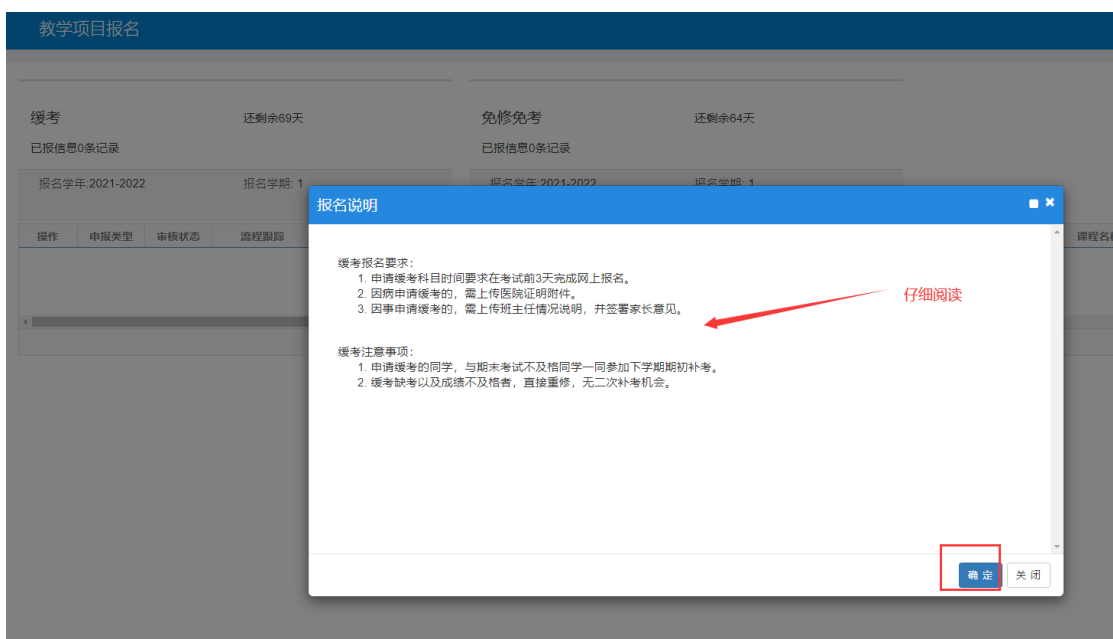 教学项目报名
缓考 还剩余69天 免修免考 还剩余64天
已报信息0条记录 已报信息0条记录
报名学年:2021-2022 报名学期: 1 报名学年:2021-2022 报名学期: 1
报名说明
操作 申报类型 审核状态 流程跟踪 课程名称
缓考报名要求：
1. 申请缓考科目时间要求在考试前3天完成网上报名。
2. 因病申请缓考的，需上传医院证明附件。
3. 因事申请缓考的，需上传班主任情况说明，并签署家长意见。
仔细阅读
缓考注意事项：
1. 申请缓考的同学，与期末考试不及格同学一同参加下学期期初补考。
2. 缓考缺考以及成绩不及格者，直接重修，无二次补考机会。
确 定 关 闭